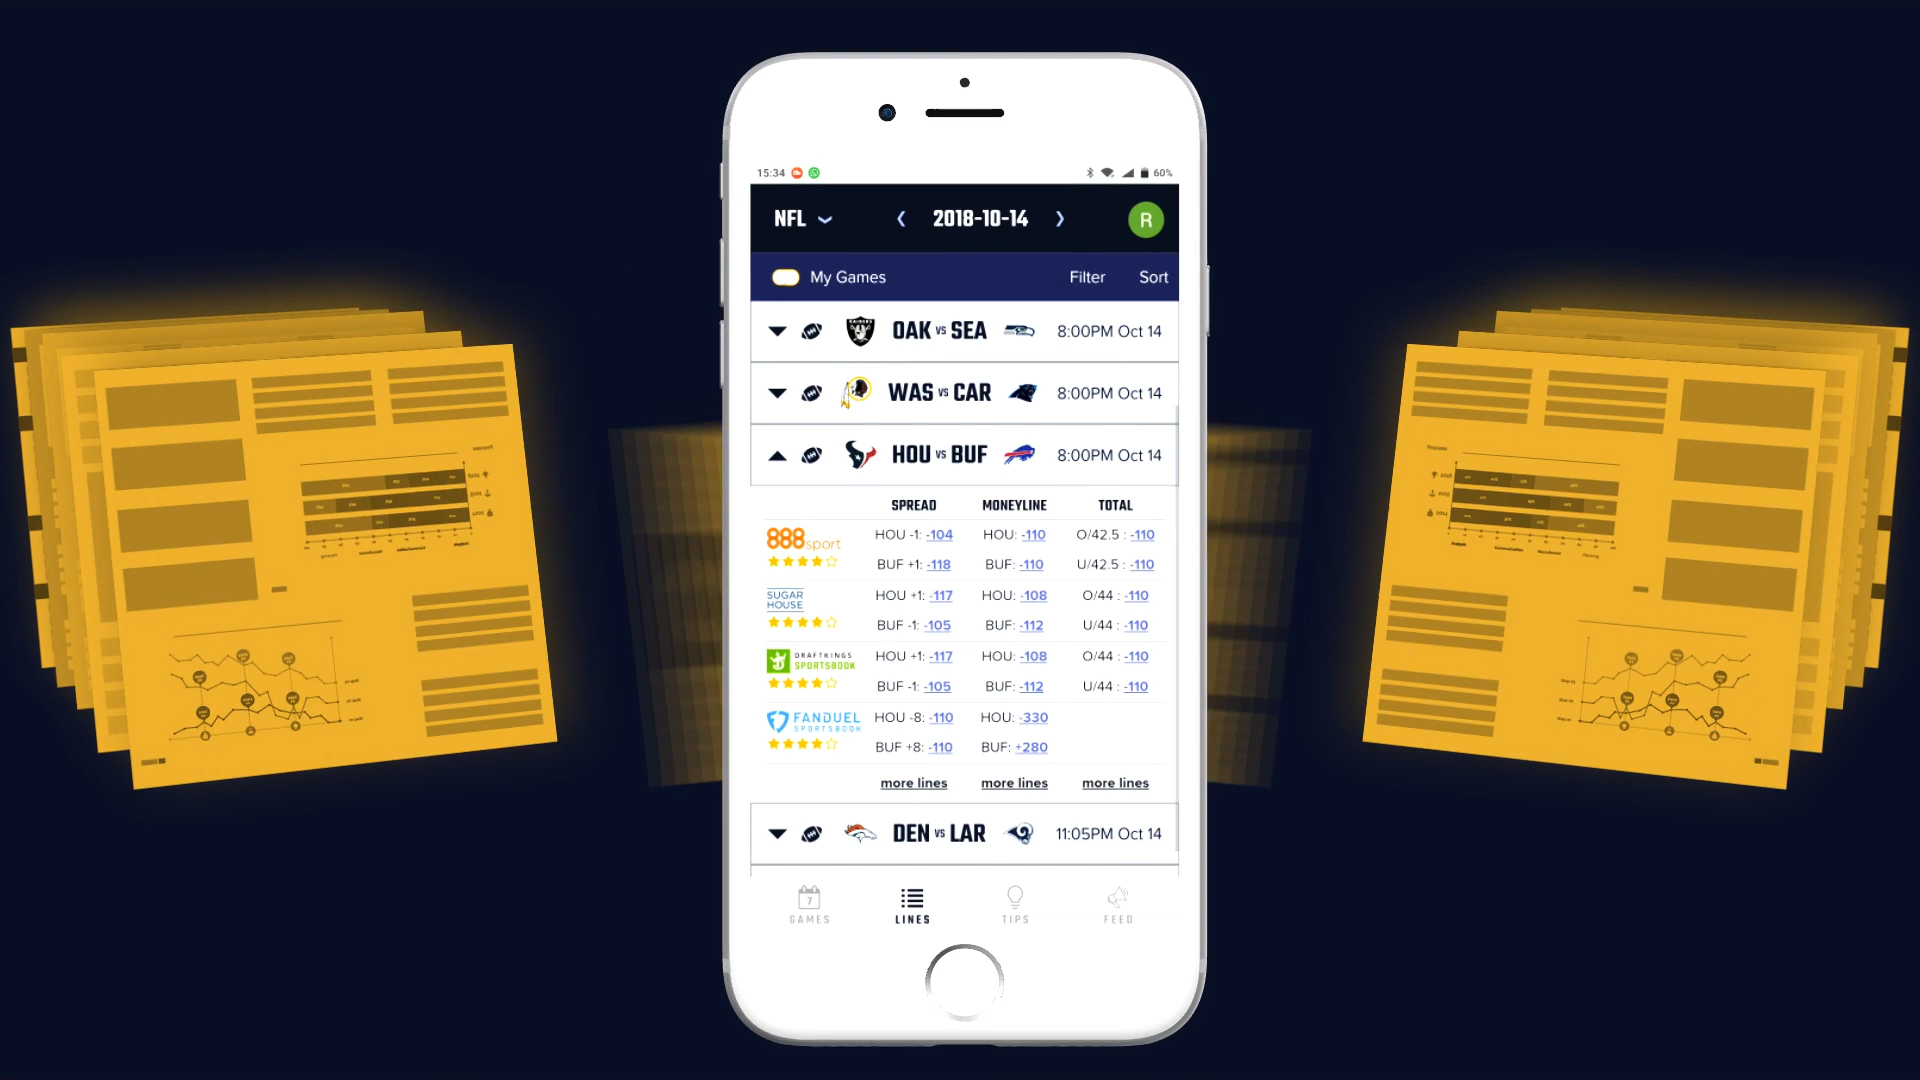 15:34
60%
NFL
2018-10-14
R
My Games
Filter
Sort
OAK VS SEA
8:00PM Oct 14
WAS VS CAR
8:00PM Oct 14
HOU VS BUF
8:00PM Oct 14
SPREAD MONEYLINE TOTAL
888sport
HOU -1: -104 HOU: -110 O/42.5 : -110
BUF +1: -118 BUF: -110 U/42.5 : -110
SUGAR
HOUSE
HOU +1: -117 HOU: -108 O/44 : -110
BUF -1: -105 BUF: -112 U/44 : -110
DRAFTKINGS
SPORTSBOOK
HOU +1: -117 HOU: -108 O/44 : -110
BUF -1: -105 BUF: -112 U/44 : -110
FANDUEL
SPORTSBOOK
HOU -8: -110 HOU: -330
BUF +8: -110 BUF: +280
more lines more lines more lines
DEN VS LAR
11:05PM Oct 14
7
GAMES LINES TIPS FEED
Process